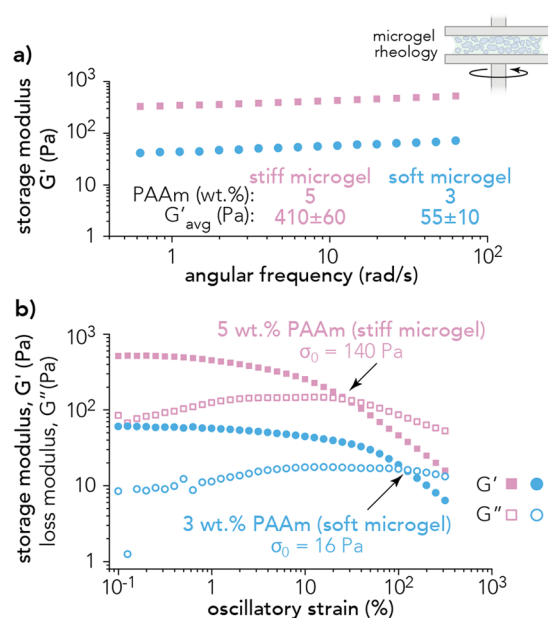 microgel
rheology
a)
storage modulus
G' (Pa)
10³
10²
10
1
stiff microgel soft microgel
PAAm (wt.%): 5 3
G'avg (Pa): 410±60 55±10
1 10 10²
angular frequency (rad/s)
b)
storage modulus, G' (Pa)
loss modulus, G"(Pa)
10³
10²
10
1
5 wt.% PAAm (stiff microgel)
σ₀ = 140 Pa
G'
G"
3 wt.% PAAm (soft microgel)
σ₀ = 16 Pa
10⁻¹ 1 10 10²
oscillatory strain (%)